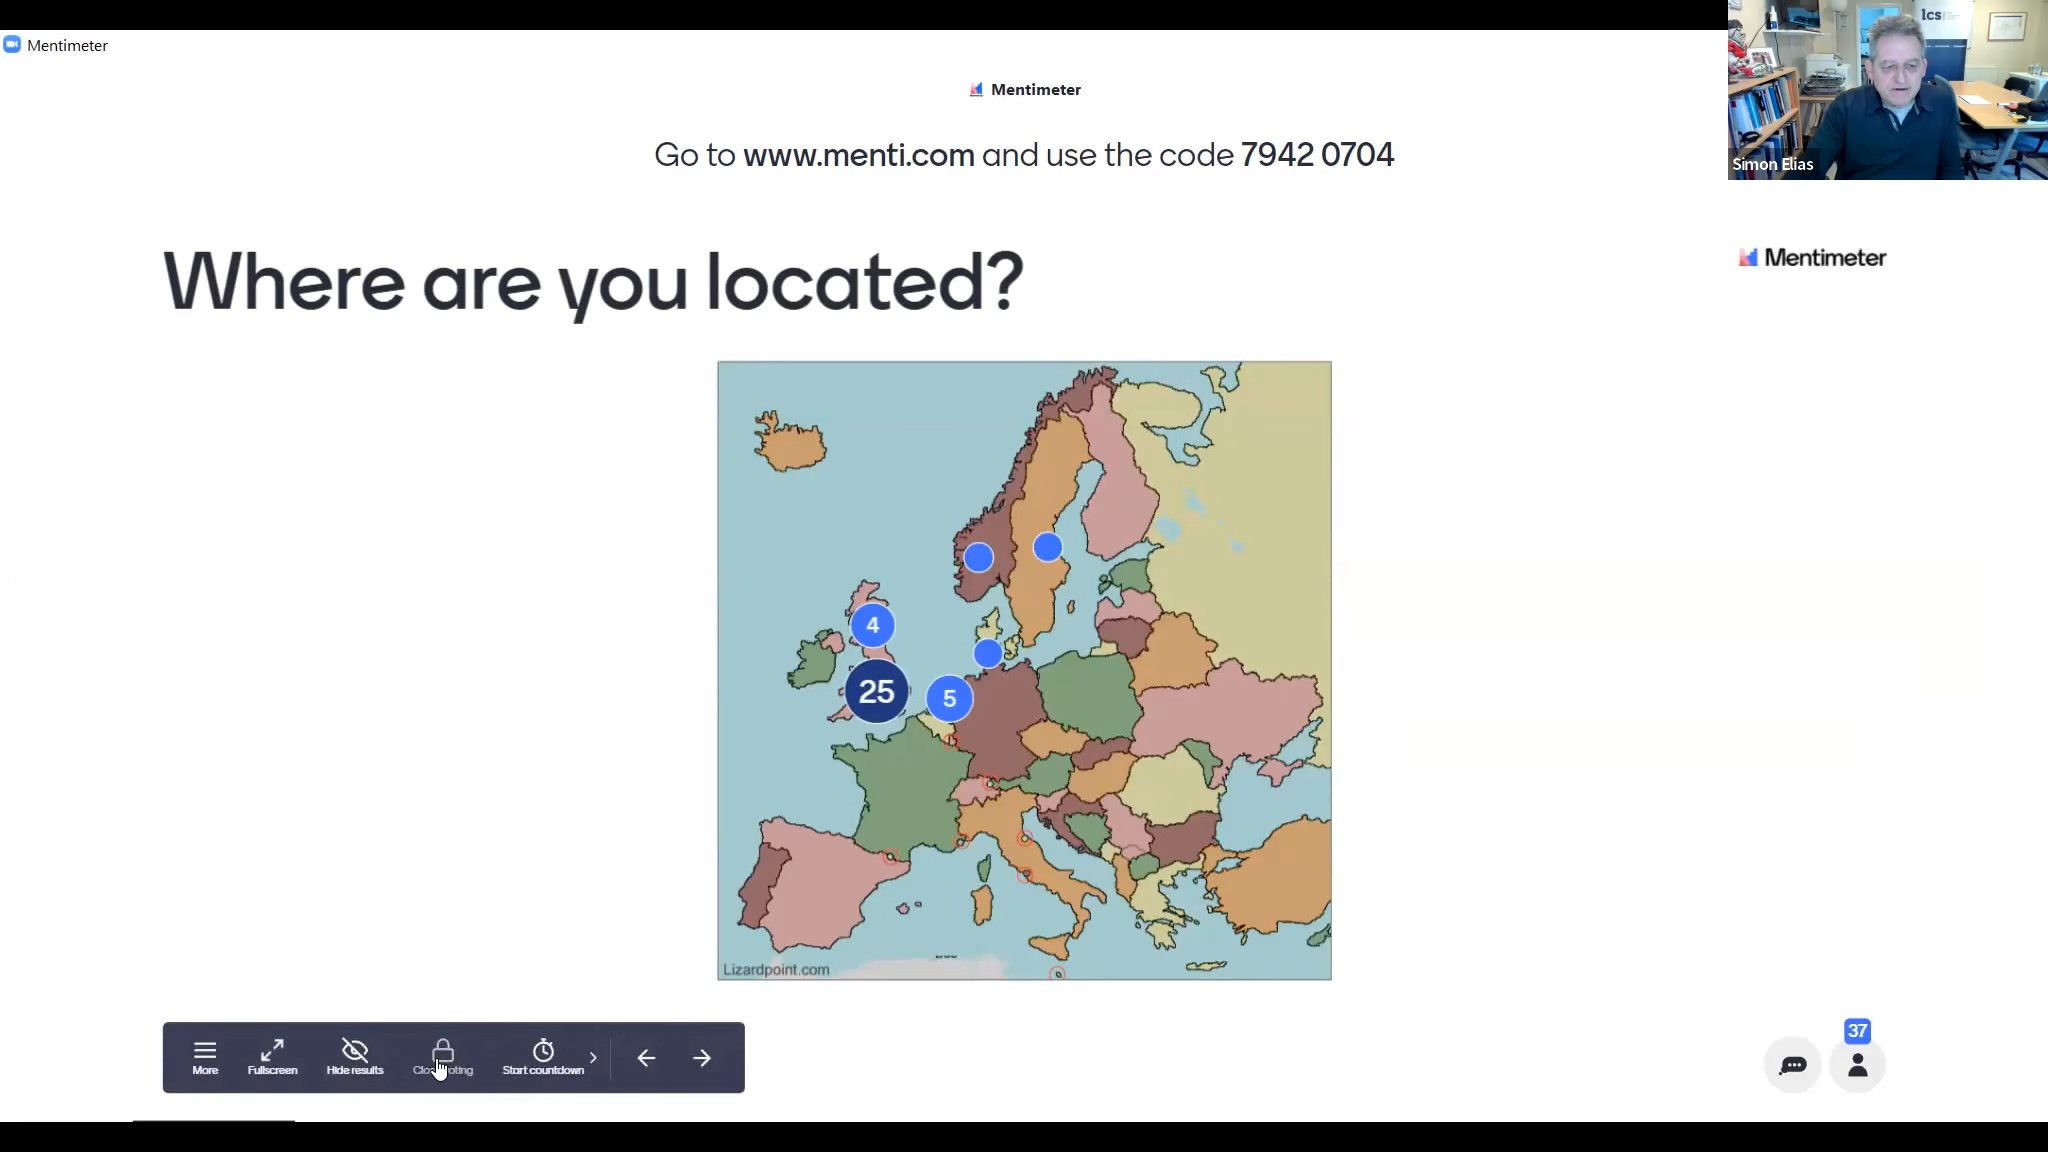 Mentimeter
lcs
Mentimeter
Go to www.menti.com and use the code 7942 0704
Simon Elias
Where are you located?
Mentimeter
4
25
5
Lizardpoint.com
37
More
Fullscreen
Hide results
Start countdown